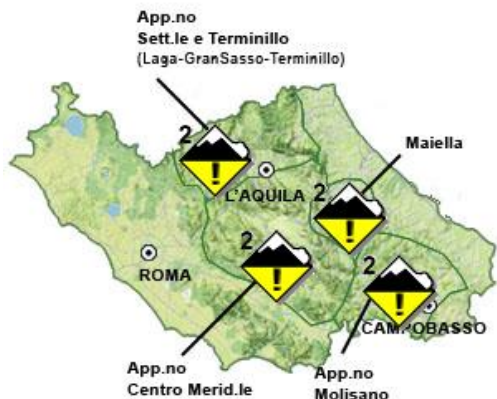 App.no
Sett.le e Terminillo
(Laga-GranSasso-Terminillo)
Maiella
2
!
L'AQUILA
2
!
2
!
ROMA
2
!
CAMPOBASSO
App.no
Centro Merid.le
App.no
Molisano